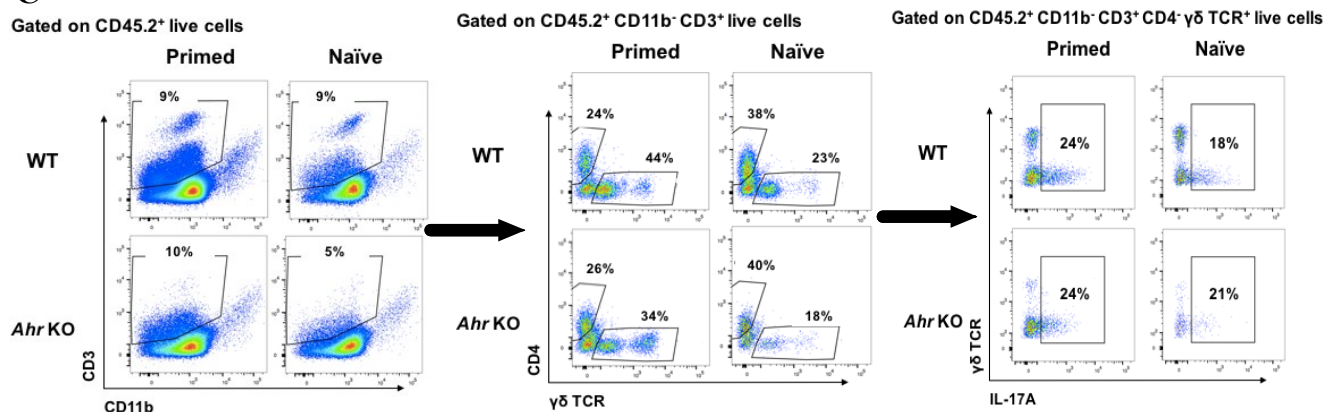 Gated on CD45.2+ live cells
Primed Naïve
9% 9%
WT
10% 5%
Ahr KO
CD3
CD11b
Gated on CD45.2+ CD11b- CD3+ live cells
Primed Naïve
24% 38%
44% 23%
WT
26% 40%
34% 18%
Ahr KO
CD4
γδ TCR
Gated on CD45.2+ CD11b- CD3+ CD4- γδ TCR+ live cells
Primed Naïve
WT
24% 18%
Ahr KO
24% 21%
γδ TCR
IL-17A